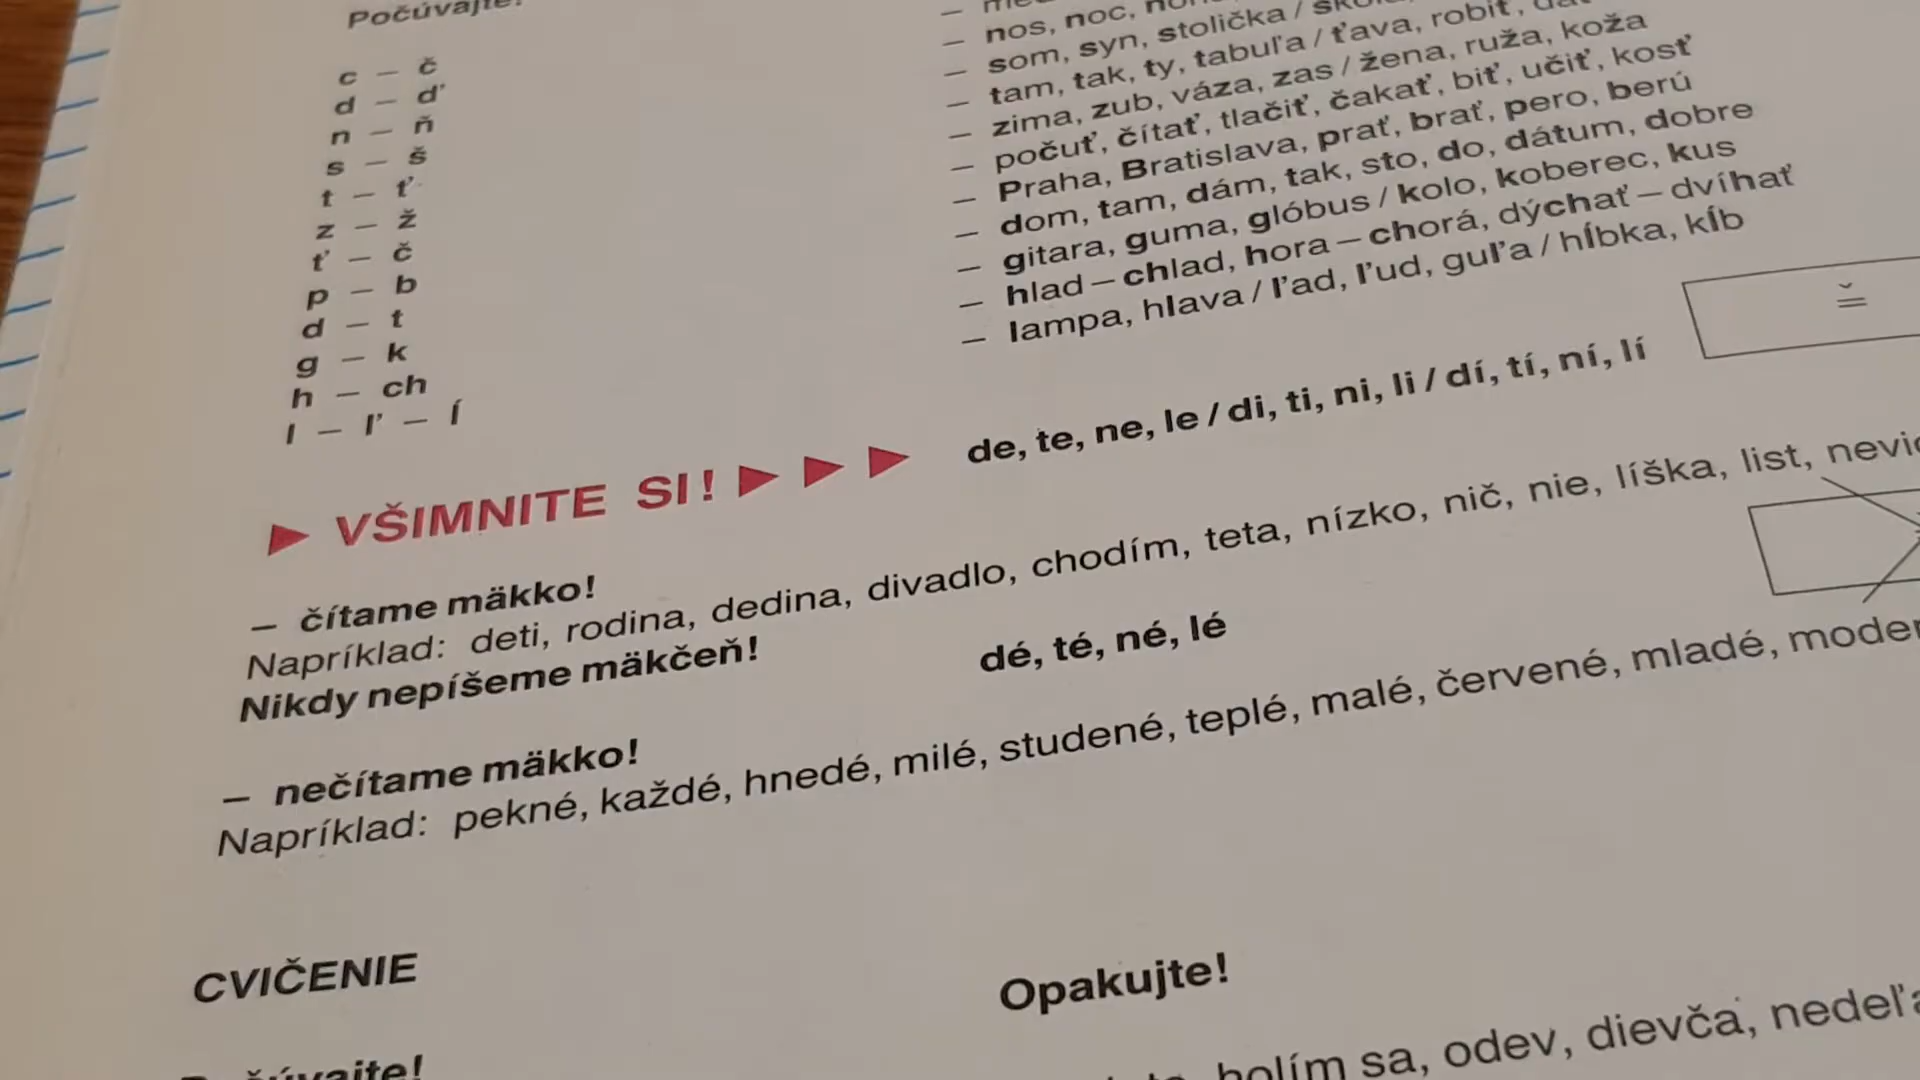 Počúvajte!
c – č
d – ď
n – ň
s – š
t – ť
z – ž
ť – č
p – b
d – t
g – k
h – ch
l – ľ – ĺ
– nos, noc,
– som, syn, stolička /
– tam, tak, ty, tabuľa / ťava, robiť,
– zima, zub, váza, zas / žena, ruža, koža
– počuť, čítať, tlačiť, čakať, biť, učiť, kosť
– Praha, Bratislava, prať, brať, pero, berú
– dom, tam, dám, tak, sto, do, dátum, dobre
– gitara, guma, glóbus / kolo, koberec, kus
– hlad – chlad, hora – chorá, dýchať – dvíhať
– lampa, hlava / ľad, ľud, guľa / hĺbka, kĺb
▶ VŠIMNITE SI! ▶ ▶ ▶
de, te, ne, le / di, ti, ni, li / dí, tí, ní, lí
– čítame mäkko!
Napríklad: deti, rodina, dedina, divadlo, chodím, teta, nízko, nič, nie, líška, list,
Nikdy nepíšeme mäkčeň!
dé, té, né, lé
– nečítame mäkko!
Napríklad: pekné, každé, hnedé, milé, studené, teplé, malé, červené, mladé,
CVIČENIE
Opakujte!
Počúvajte!
holím sa, odev, dievča, nedeľa